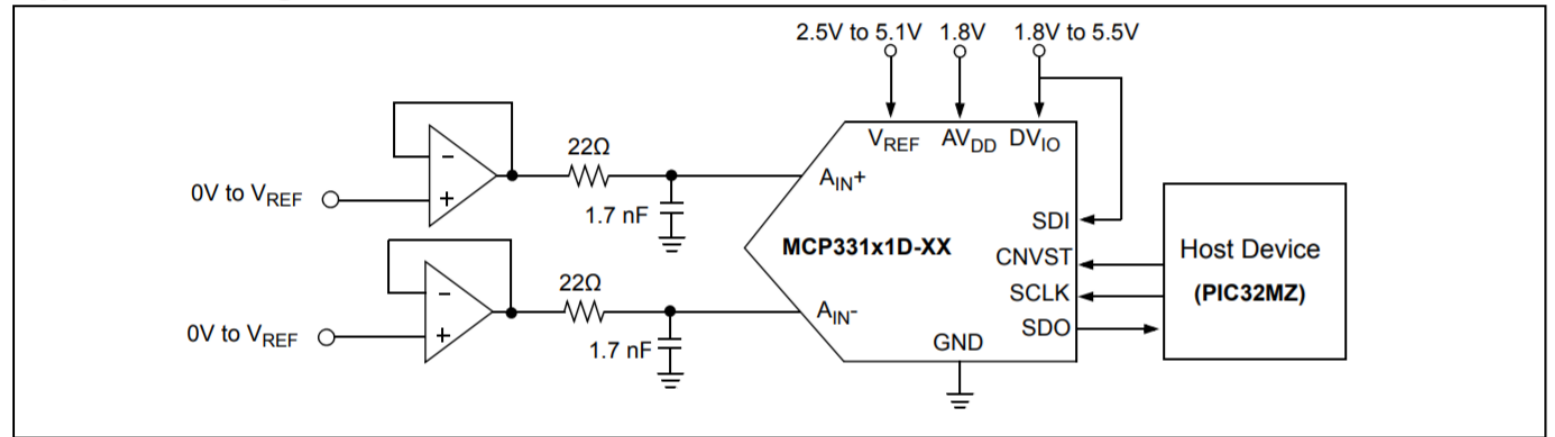 2.5V to 5.1V 1.8V 1.8V to 5.5V
VREF AVDD DVIO
22Ω
AIN+
0V to VREF
-
+
1.7 nF
SDI
MCP331x1D-XX
CNVST
Host Device
22Ω
SCLK
(PIC32MZ)
-
+
AIN-
SDO
0V to VREF
1.7 nF
GND